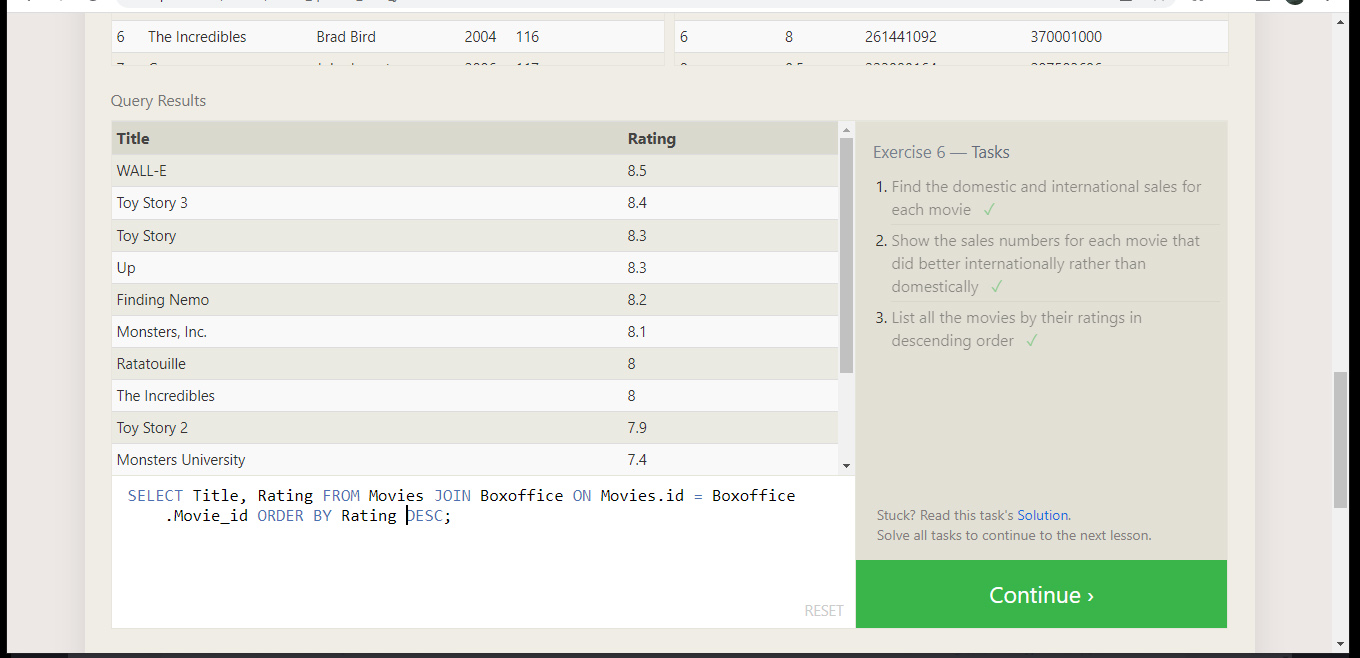 6 The Incredibles Brad Bird 2004 116 6 8 261441092 370001000
Query Results
Title Rating
WALL-E 8.5
Toy Story 3 8.4
Toy Story 8.3
Up 8.3
Finding Nemo 8.2
Monsters, Inc. 8.1
Ratatouille 8
The Incredibles 8
Toy Story 2 7.9
Monsters University 7.4
SELECT Title, Rating FROM Movies JOIN Boxoffice ON Movies.id = Boxoffice
.Movie_id ORDER BY Rating DESC;
RESET
Exercise 6 — Tasks
1. Find the domestic and international sales for
each movie ✓
2. Show the sales numbers for each movie that
did better internationally rather than
domestically ✓
3. List all the movies by their ratings in
descending order ✓
Stuck? Read this task's Solution.
Solve all tasks to continue to the next lesson.
Continue ›